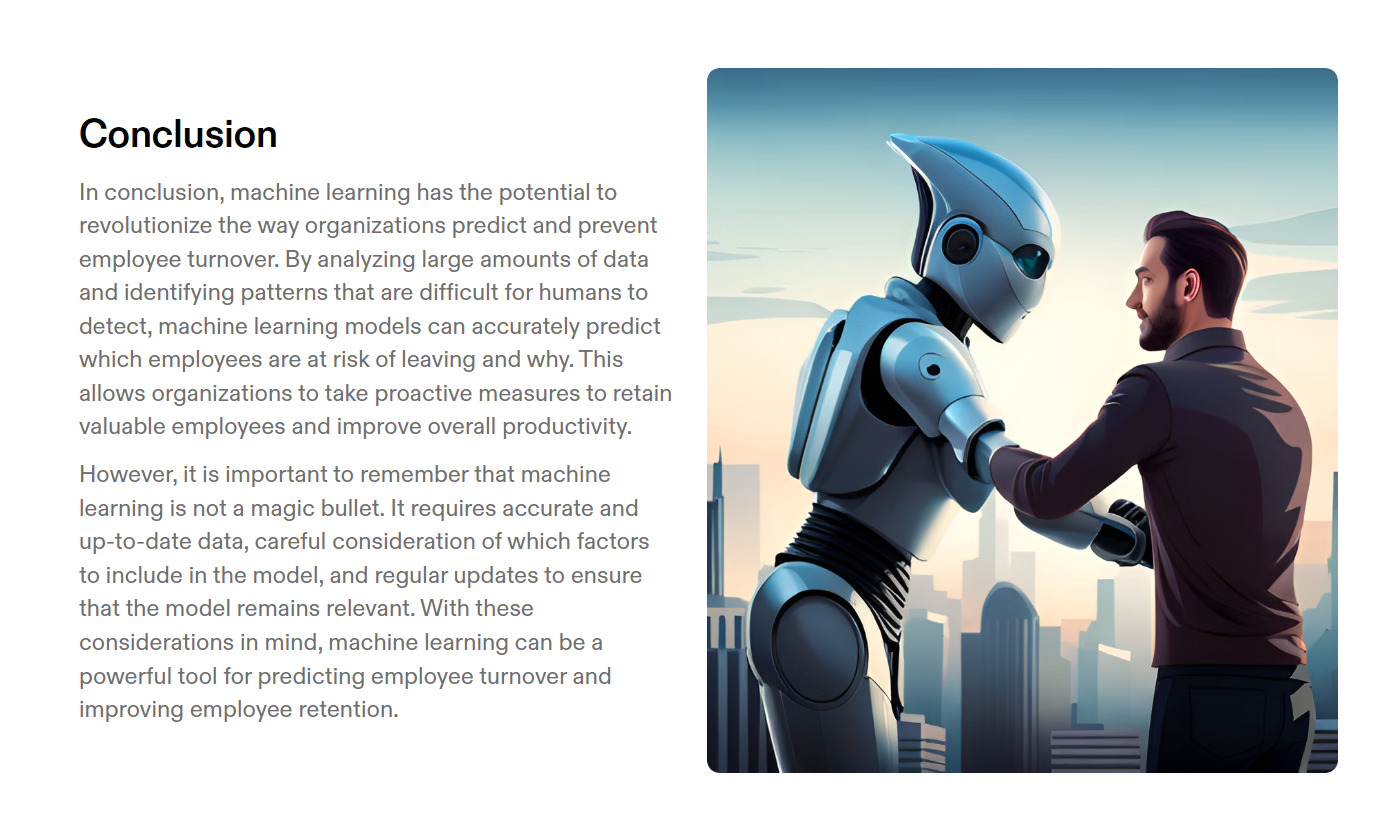 Conclusion
In conclusion, machine learning has the potential to
revolutionize the way organizations predict and prevent
employee turnover. By analyzing large amounts of data
and identifying patterns that are difficult for humans to
detect, machine learning models can accurately predict
which employees are at risk of leaving and why. This
allows organizations to take proactive measures to retain
valuable employees and improve overall productivity.
However, it is important to remember that machine
learning is not a magic bullet. It requires accurate and
up-to-date data, careful consideration of which factors
to include in the model, and regular updates to ensure
that the model remains relevant. With these
considerations in mind, machine learning can be a
powerful tool for predicting employee turnover and
improving employee retention.